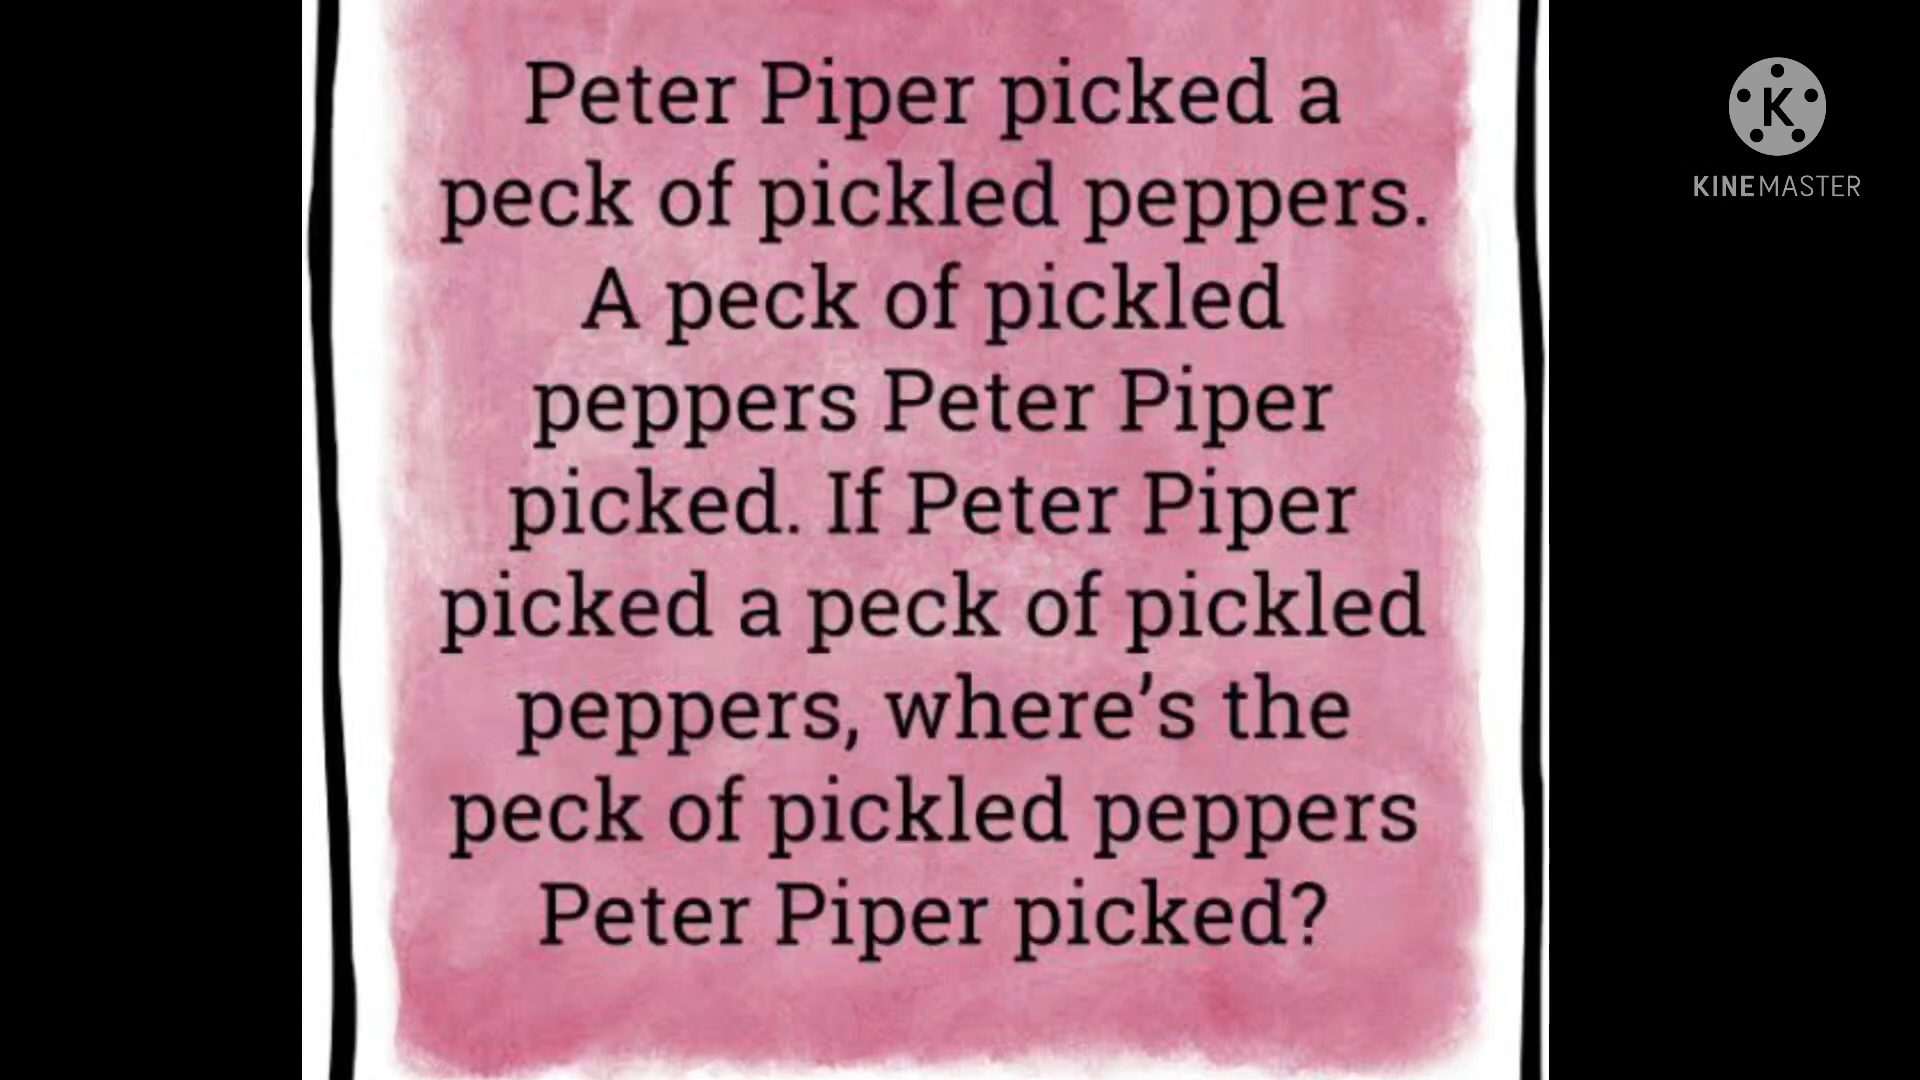 Peter Piper picked a
peck of pickled peppers.
A peck of pickled
peppers Peter Piper
picked. If Peter Piper
picked a peck of pickled
peppers, where’s the
peck of pickled peppers
Peter Piper picked?
K
KINEMASTER